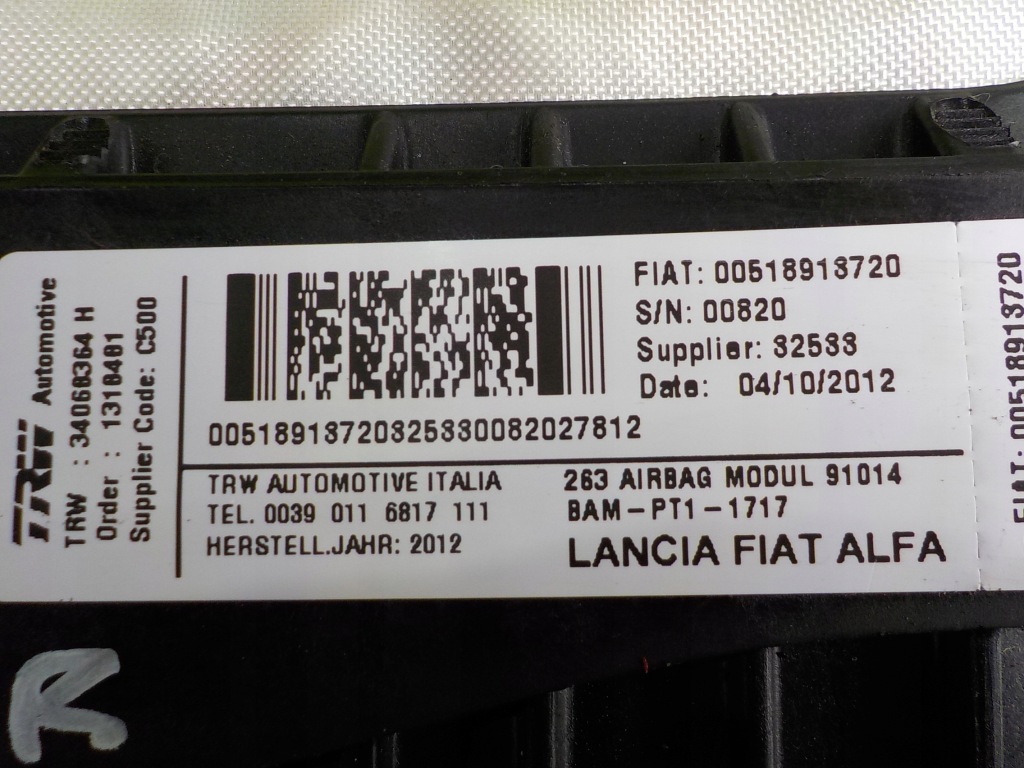 TRW Automotive
TRW : 34068364 H
Order : 1318481
Supplier Code: C500
FIAT: 00518913720
S/N: 00820
Supplier: 32533
Date: 04/10/2012
00518913720325330082027812
TRW AUTOMOTIVE ITALIA
TEL. 0039 011 6817 111
HERSTELL.JAHR: 2012
263 AIRBAG MODUL 91014
BAM-PT1-1717
LANCIA FIAT ALFA
FIAT: 00518913720
R